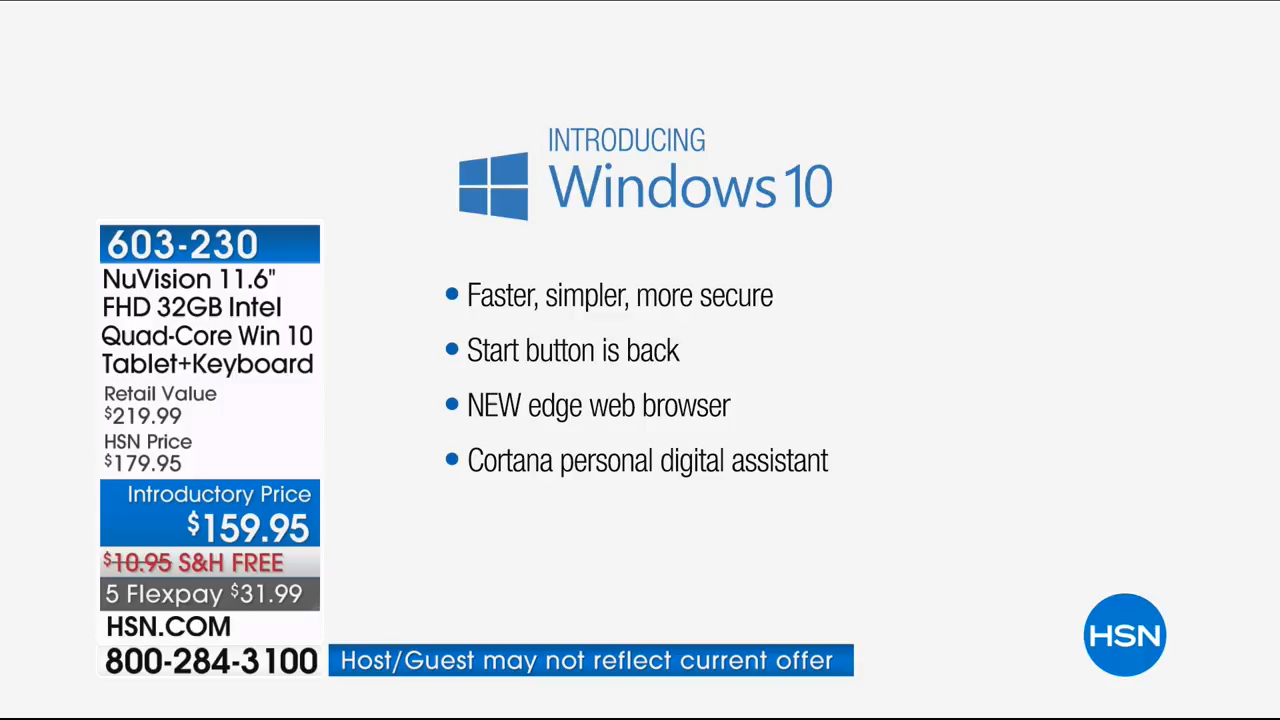 INTRODUCING
Windows 10
• Faster, simpler, more secure
• Start button is back
• NEW edge web browser
• Cortana personal digital assistant
603-230
NuVision 11.6"
FHD 32GB Intel
Quad-Core Win 10
Tablet+Keyboard
Retail Value
$219.99
HSN Price
$179.95
Introductory Price
$159.95
$10.95 S&H FREE
5 Flexpay $31.99
HSN.COM
800-284-3100
Host/Guest may not reflect current offer
HSN